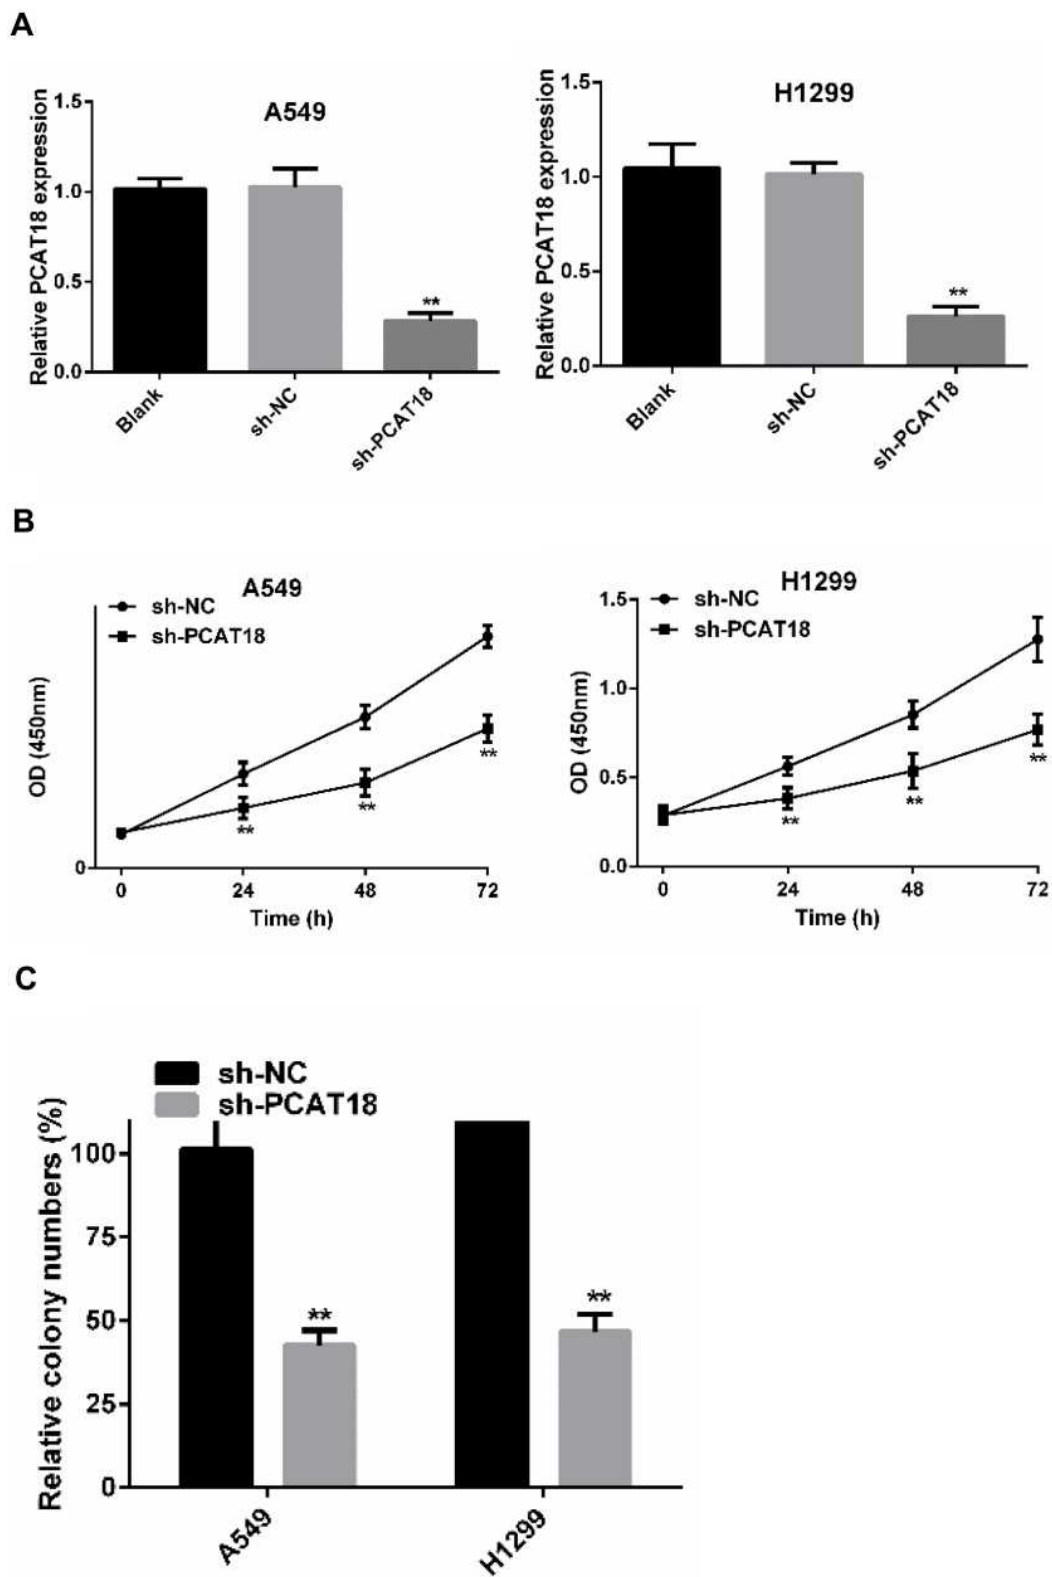 A
A549
Relative PCAT18 expression
1.5
1.0
0.5
0.0
**
Blank
sh-NC
sh-PCAT18
H1299
Relative PCAT18 expression
1.5
1.0
0.5
0.0
**
Blank
sh-NC
sh-PCAT18
B
A549
sh-NC
sh-PCAT18
OD (450nm)
0
**
**
**
0 24 48 72
Time (h)
H1299
sh-NC
sh-PCAT18
OD (450nm)
1.5
1.0
0.5
0.0
**
**
**
0 24 48 72
Time (h)
C
sh-NC
sh-PCAT18
Relative colony numbers (%)
100
75
50
25
0
**
**
A549
H1299